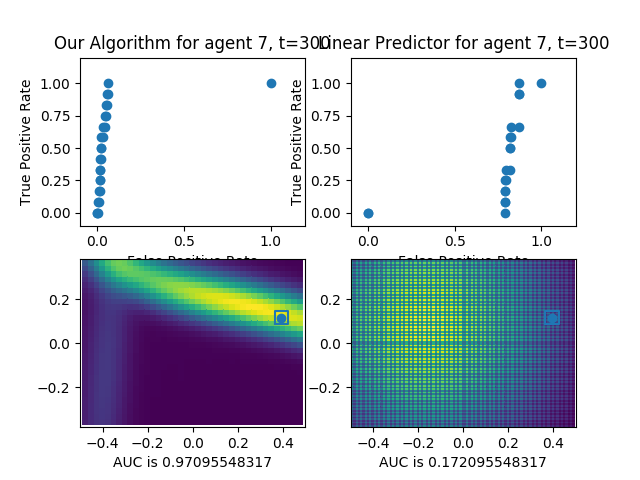 Our Algorithm for agent 7, t=300
Linear Predictor for agent 7, t=300
True Positive Rate
1.00
0.75
0.50
0.25
0.00
0.0 0.5 1.0
False Positive Rate
True Positive Rate
1.00
0.75
0.50
0.25
0.00
0.0 0.5 1.0
False Positive Rate
0.2
0.0
−0.2
−0.4 −0.2 0.0 0.2 0.4
AUC is 0.97095548317
0.2
0.0
−0.2
−0.4 −0.2 0.0 0.2 0.4
AUC is 0.172095548317